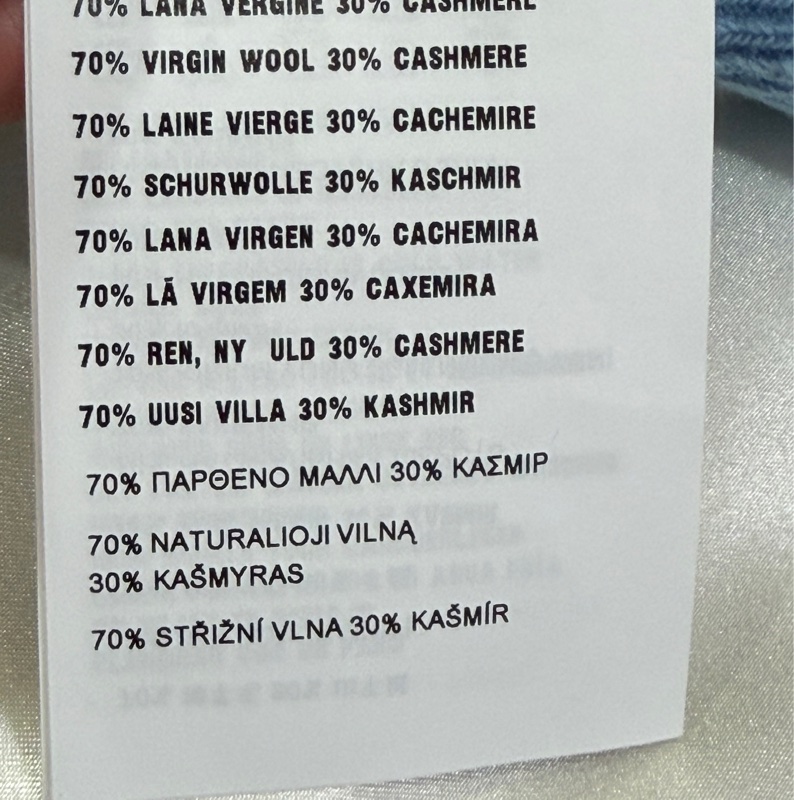 70% LANA VERGINE 30% CASHMERE
70% VIRGIN WOOL 30% CASHMERE
70% LAINE VIERGE 30% CACHEMIRE
70% SCHURWOLLE 30% KASCHMIR
70% LANA VIRGEN 30% CACHEMIRA
70% LÃ VIRGEM 30% CAXEMIRA
70% REN, NY ULD 30% CASHMERE
70% UUSI VILLA 30% KASHMIR
70% ΠΑΡΘΕΝΟ ΜΑΛΛΙ 30% ΚΑΣΜΙΡ
70% NATURALIOJI VILNĄ
30% KAŠMYRAS
70% STŘIŽNÍ VLNA 30% KAŠMÍR